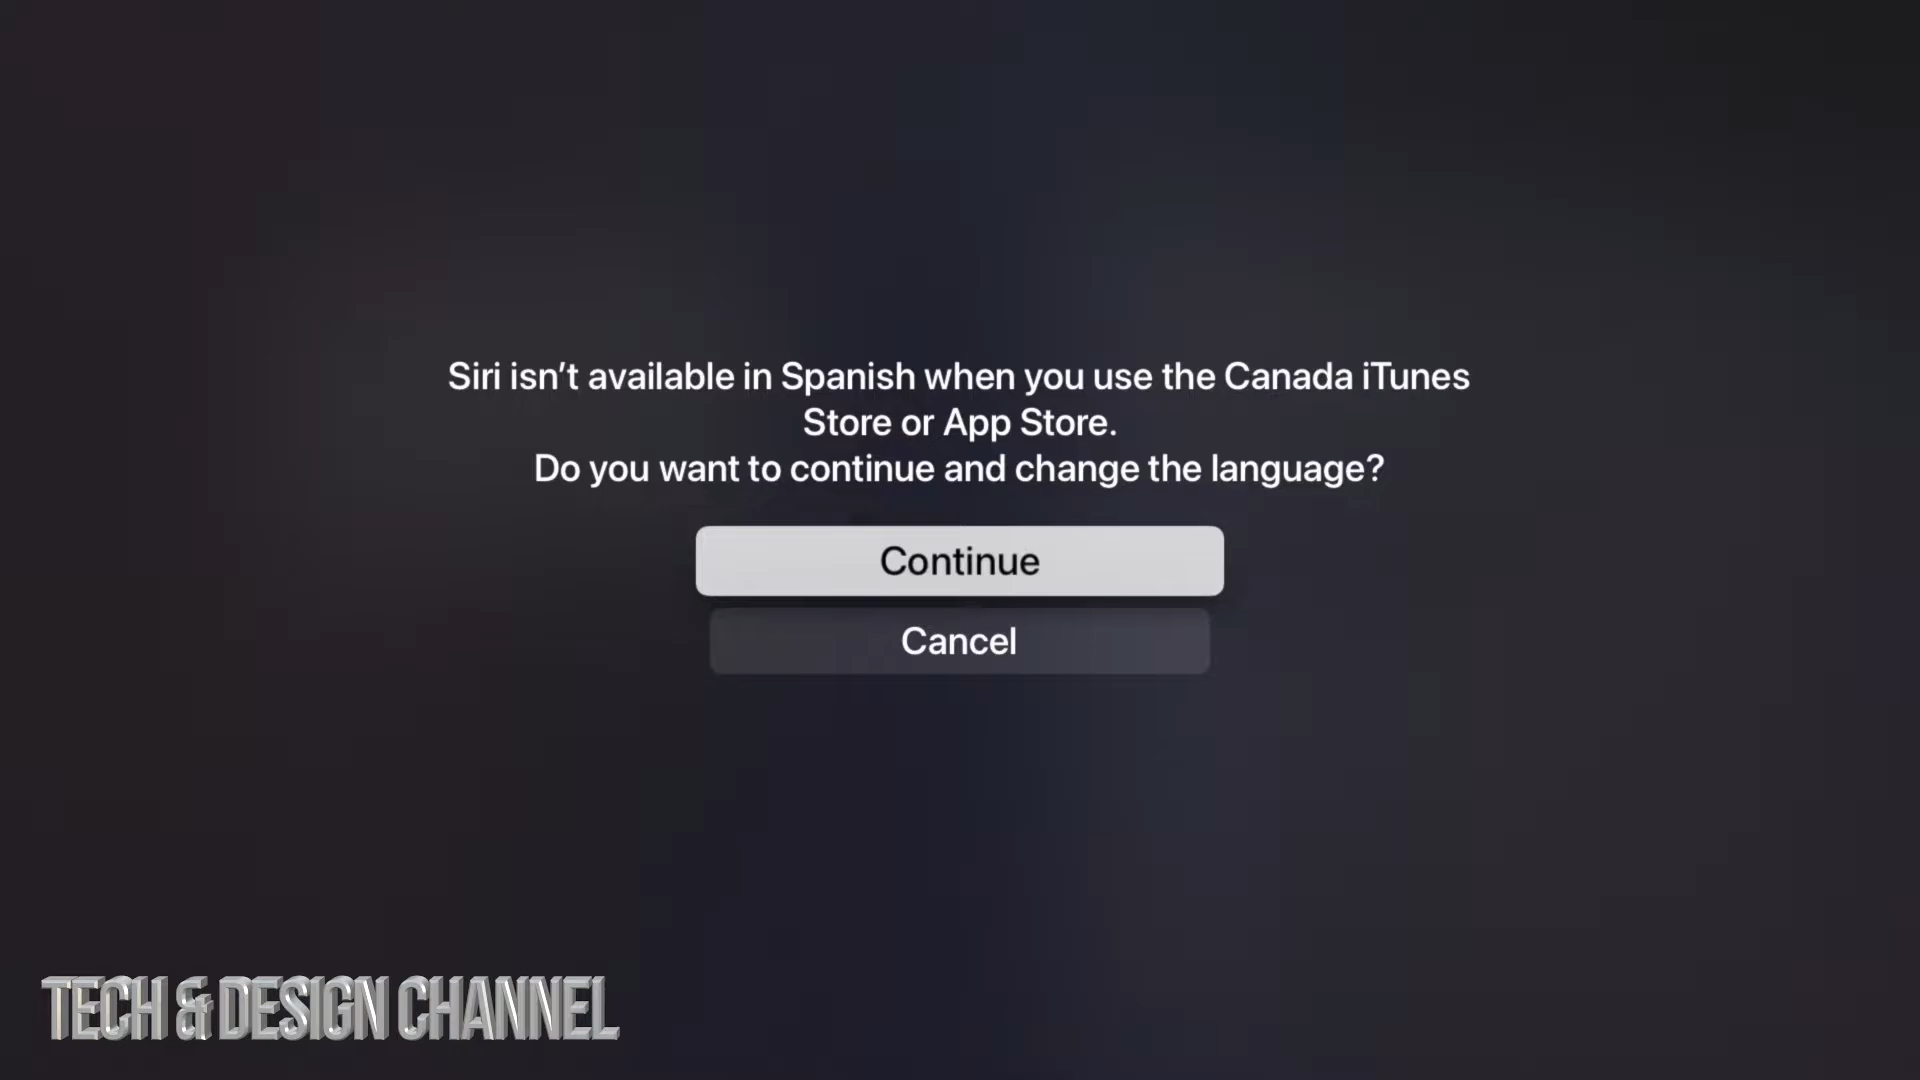 Siri isn’t available in Spanish when you use the Canada iTunes
Store or App Store.
Do you want to continue and change the language?
Continue
Cancel
TECH & DESIGN CHANNEL